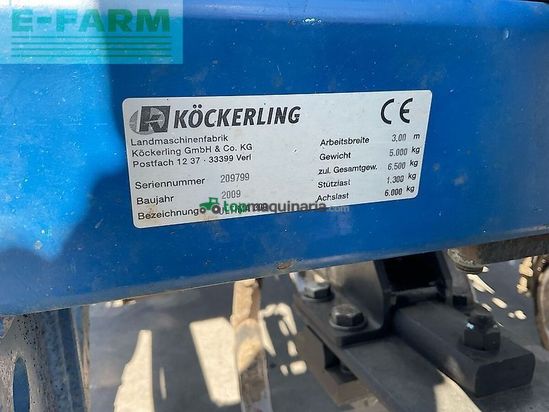 E-FARM
KÖCKERLING
CE
Landmaschinenfabrik
Köckerling GmbH & Co. KG
Postfach 12 37 · 33399 Verl
Seriennummer 209799
Baujahr 2009
Bezeichnung
Arbeitsbreite 3,00 m
Gewicht 5.000 kg
zul. Gesamtgew. 6.500 kg
Stützlast 1.300 kg
Achslast 6.000 kg
topmaquinaria.com